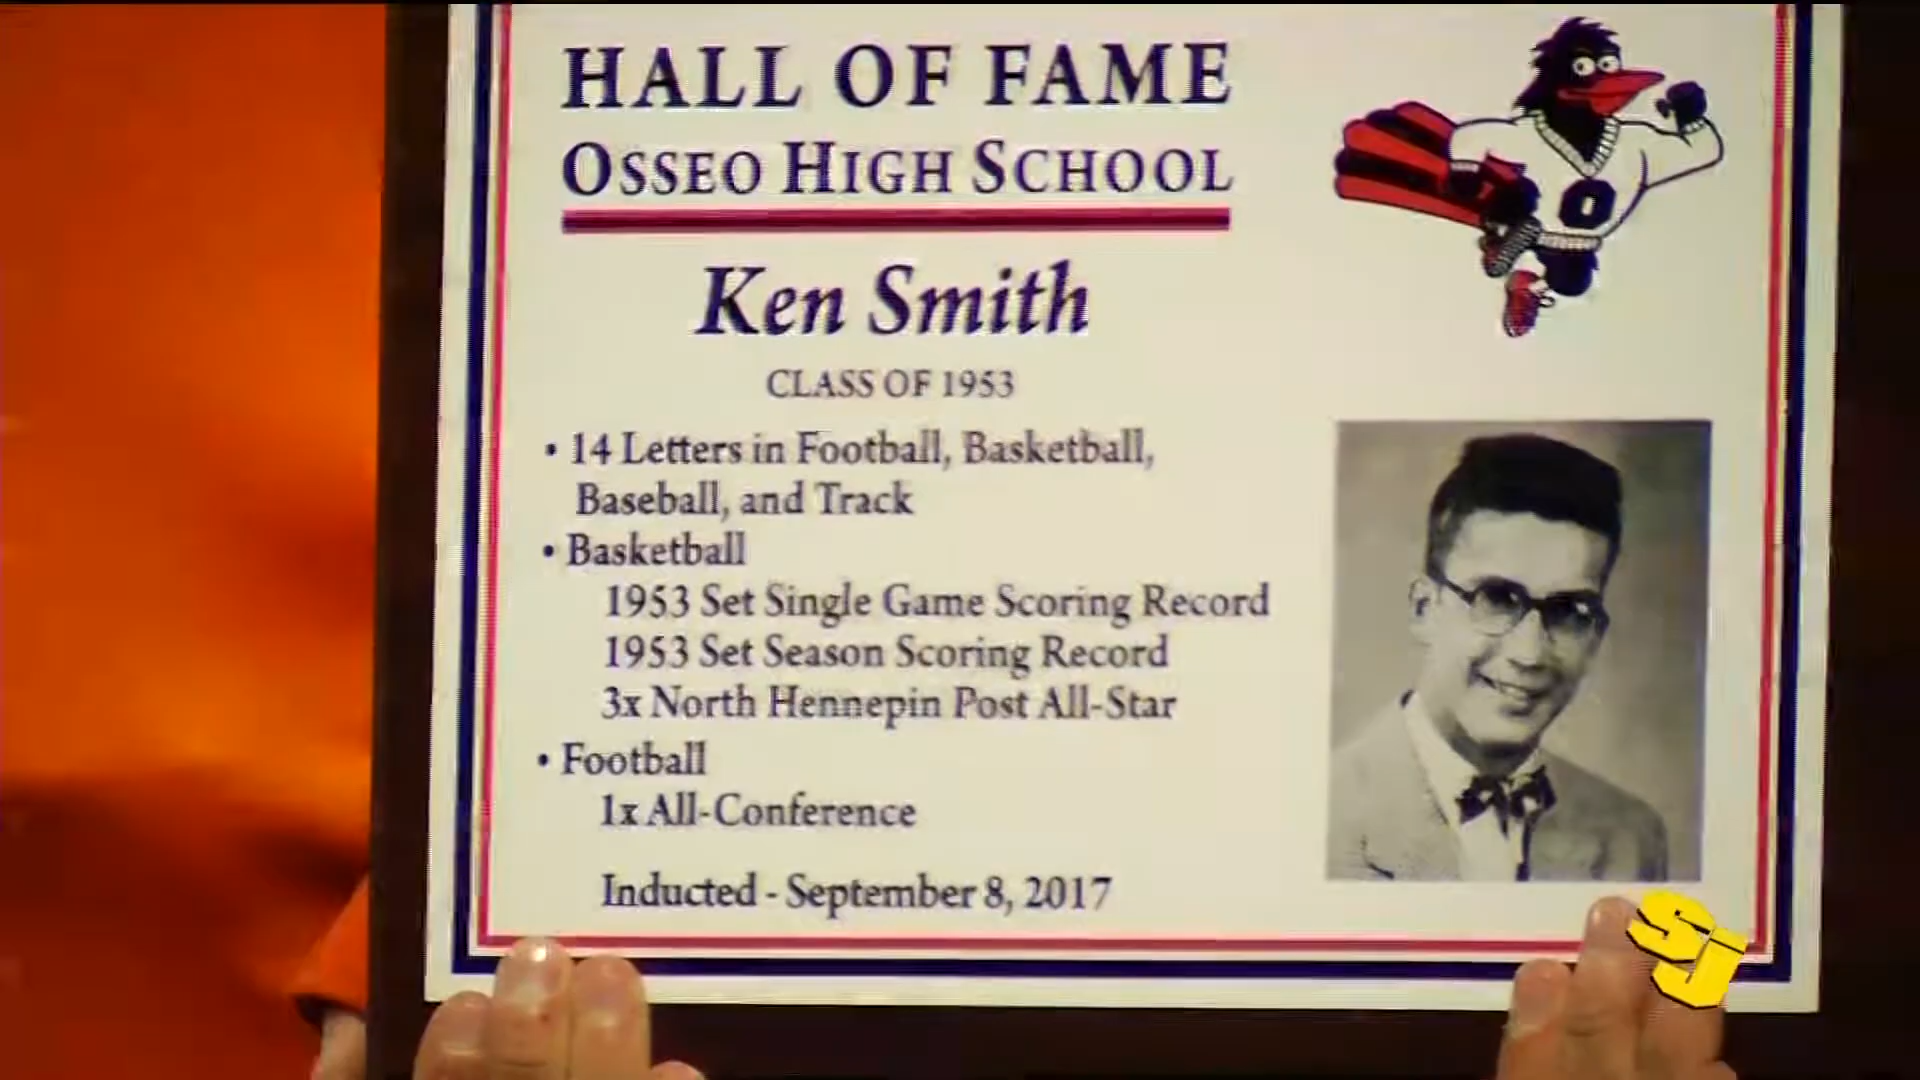 HALL OF FAME
OSSEO HIGH SCHOOL
Ken Smith
CLASS OF 1953
• 14 Letters in Football, Basketball,
Baseball, and Track
• Basketball
1953 Set Single Game Scoring Record
1953 Set Season Scoring Record
3x North Hennepin Post All-Star
• Football
1x All-Conference
Inducted - September 8, 2017
O
SJ